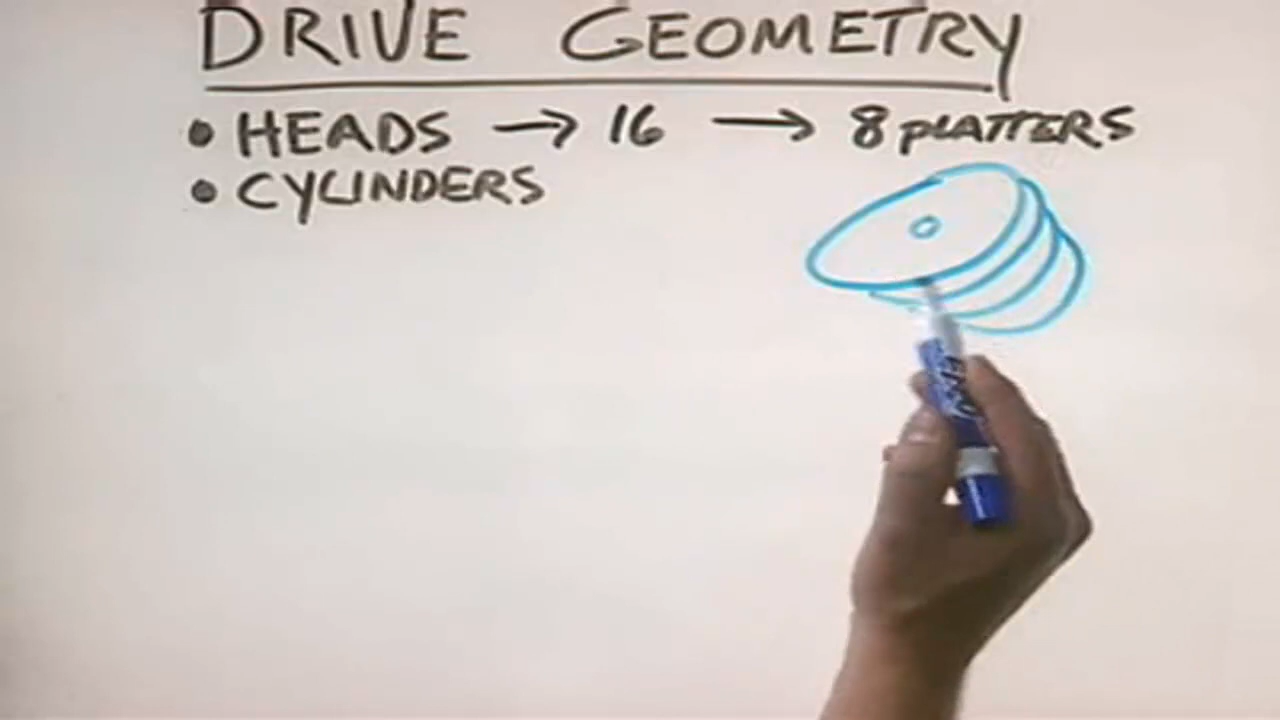 DRIVE GEOMETRY
• HEADS → 16 → 8 PLATTERS
• CYLINDERS